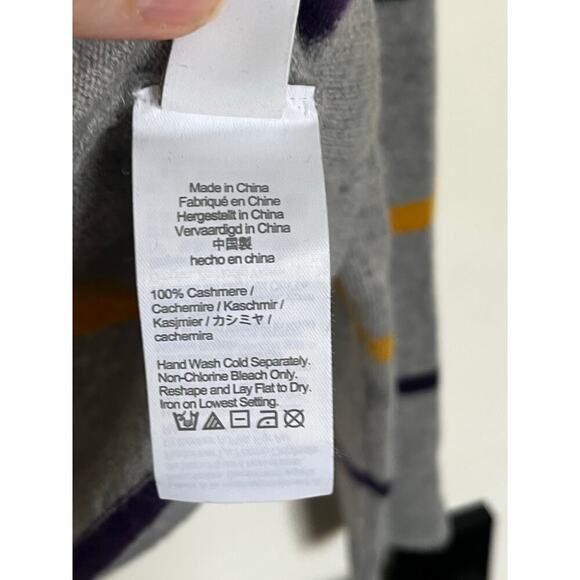 Made in China
Fabriqué en Chine
Hergestellt in China
Vervaardigd in China
中国製
hecho en china
100% Cashmere /
Cachemire / Kaschmir /
Kasjmier / カシミヤ /
cachemira
Hand Wash Cold Separately.
Non-Chlorine Bleach Only.
Reshape and Lay Flat to Dry.
Iron on Lowest Setting.